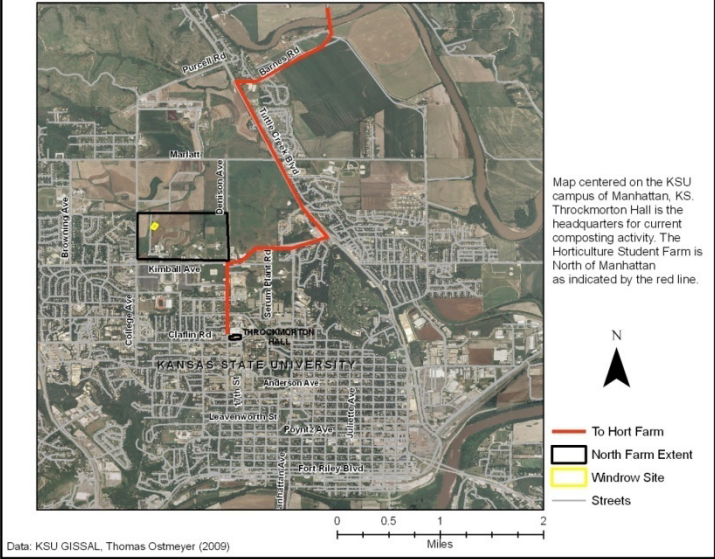 Purcell Rd
Barnes Rd
Tuttle Creek Blvd
Marlatt
Denison Ave
Browning Ave
Kimball Ave
Serum Plant Rd
College Ave
Claflin Rd
THROCKMORTON
HALL
KANSAS STATE UNIVERSITY
17th St
Anderson Ave
Leavenworth St
Juliette Ave
Poyntz Ave
Fort Riley Blvd
anhattan Ave
Map centered on the KSU
campus of Manhattan, KS.
Throckmorton Hall is the
headquarters for current
composting activity. The
Horticulture Student Farm is
North of Manhattan
as indicated by the red line.
N
To Hort Farm
North Farm Extent
Windrow Site
Streets
0 0.5 1 2
Miles
Data: KSU GISSAL, Thomas Ostmeyer (2009)